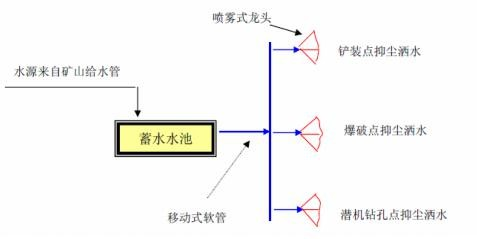 喷雾式龙头
铲装点抑尘洒水
水源来自矿山给水管
蓄水水池
爆破点抑尘洒水
移动式软管
潜机钻孔点抑尘洒水